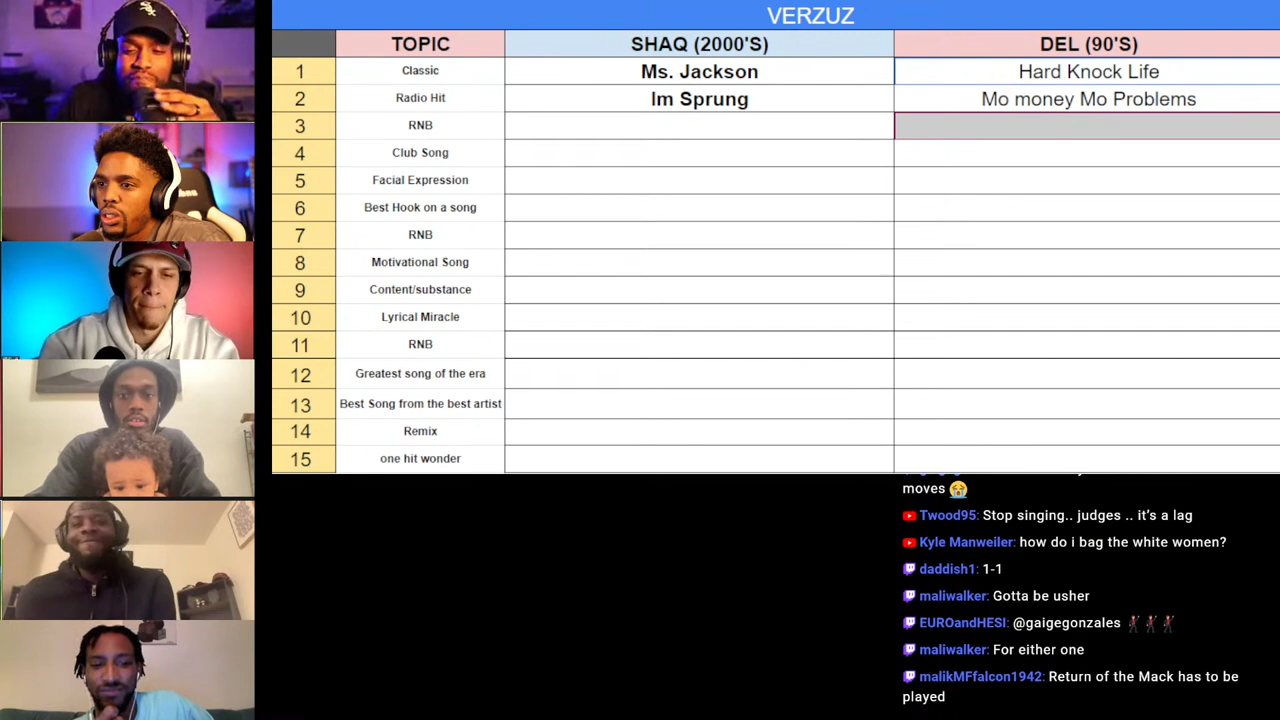 VERZUZ
TOPIC SHAQ (2000'S) DEL (90'S)
1 Classic Ms. Jackson Hard Knock Life
2 Radio Hit Im Sprung Mo money Mo Problems
3 RNB
4 Club Song
5 Facial Expression
6 Best Hook on a song
7 RNB
8 Motivational Song
9 Content/substance
10 Lyrical Miracle
11 RNB
12 Greatest song of the era
13 Best Song from the best artist
14 Remix
15 one hit wonder
moves 😭
Twood95: Stop singing.. judges .. it's a lag
Kyle Manweiler: how do i bag the white women?
daddish1: 1-1
maliwalker: Gotta be usher
EUROandHESI: @gaigegonzales 🕺🕺🕺
maliwalker: For either one
malikMFfalcon1942: Return of the Mack has to be
played